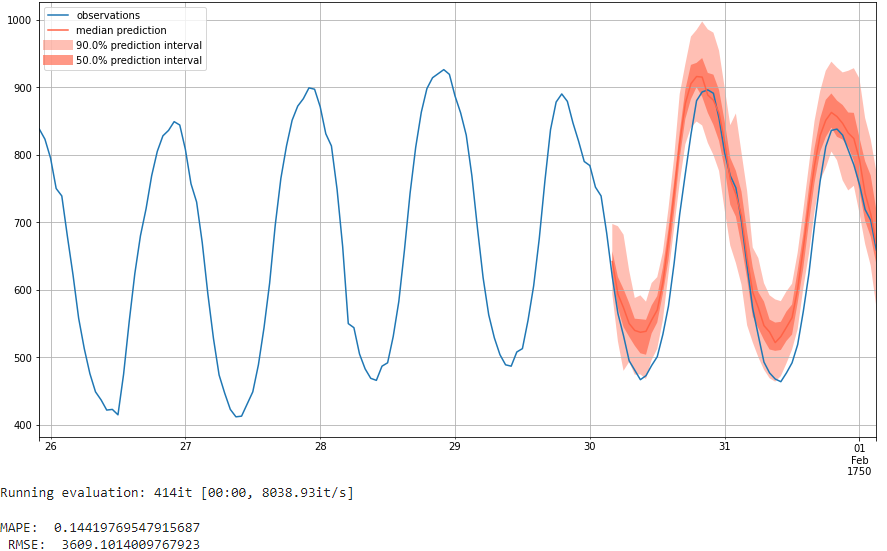 1000
900
800
700
600
500
400
observations
median prediction
90.0% prediction interval
50.0% prediction interval
26
27
28
29
30
31
01
Feb
1750
Running evaluation: 414it [00:00, 8038.93it/s]
MAPE: 0.14419769547915687
RMSE: 3609.1014009767923